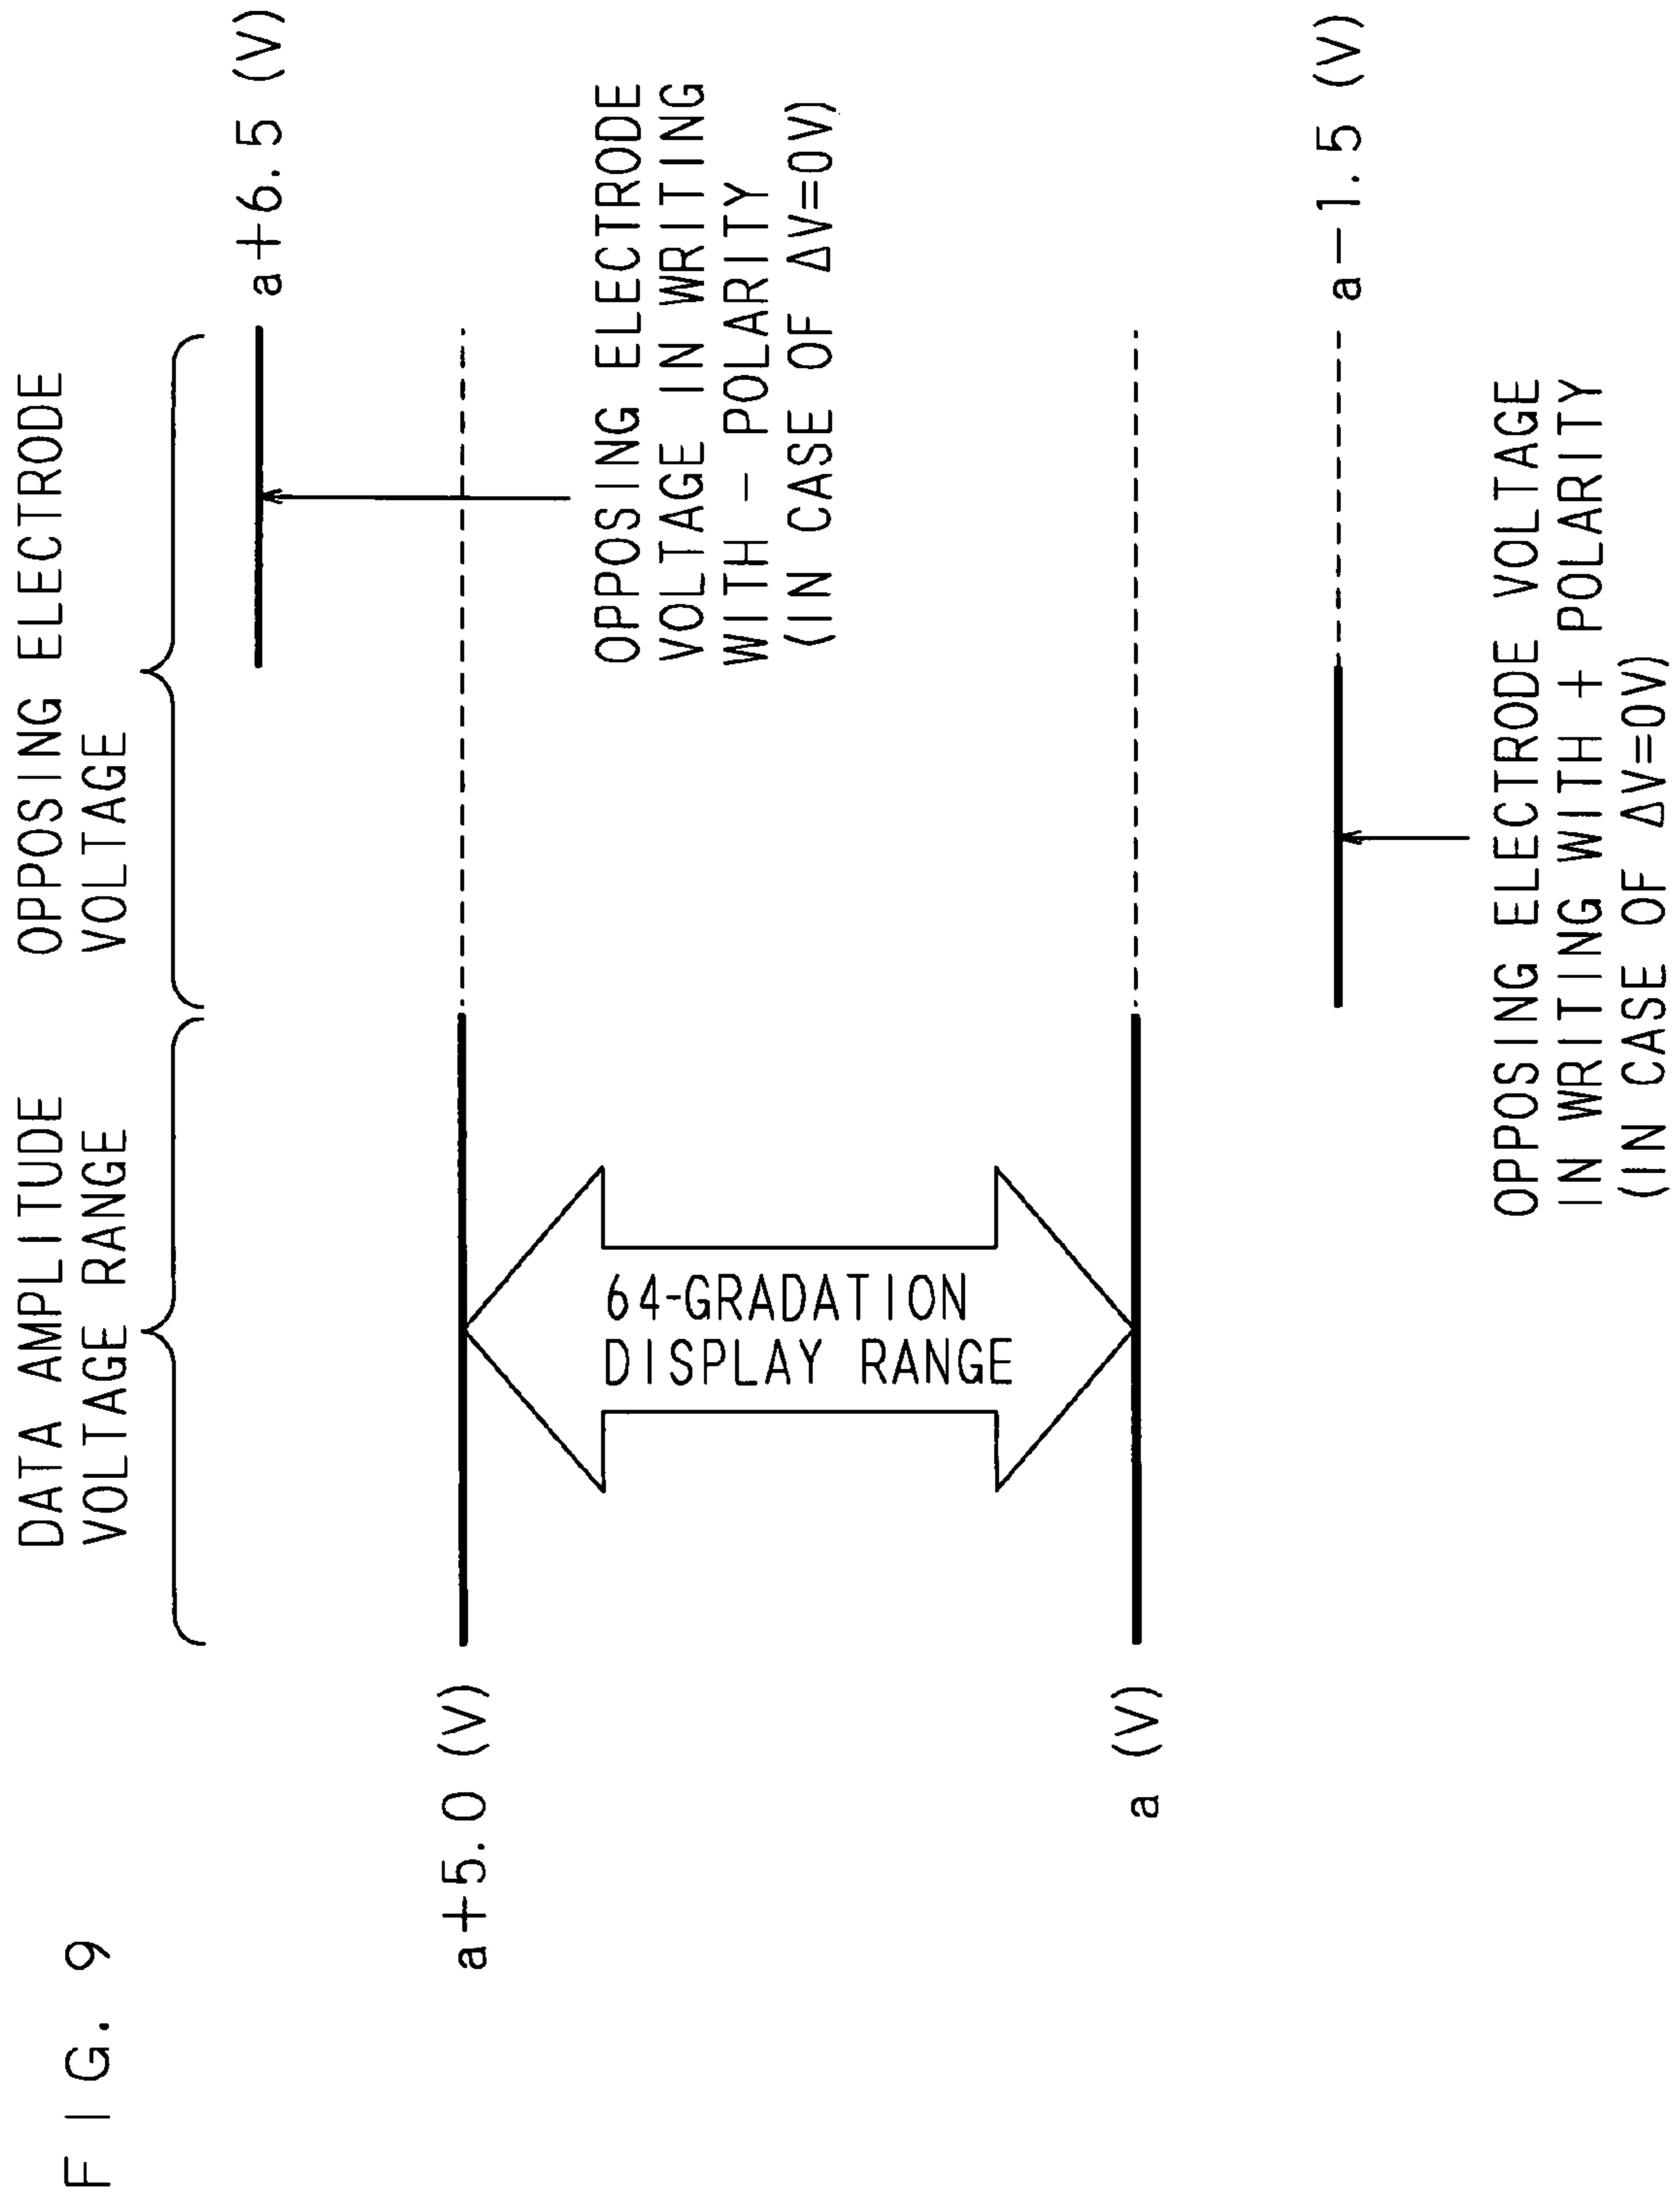 FIG. 9
DATA AMPLITUDE
VOLTAGE RANGE
OPPOSING ELECTRODE
VOLTAGE
a+6.5 (V)
a+5.0 (V)
OPPOSING ELECTRODE
VOLTAGE IN WRITING
WITH - POLARITY
(IN CASE OF ΔV=0V)
64-GRADATION
DISPLAY RANGE
a (V)
a-1.5 (V)
OPPOSING ELECTRODE VOLTAGE
IN WRITING WITH + POLARITY
(IN CASE OF ΔV=0V)